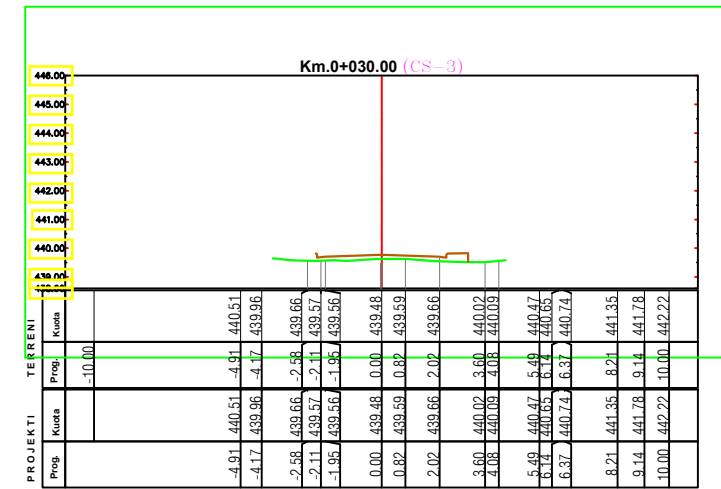 Km.0+030.00 (CS-3)
446.00
445.00
444.00
443.00
442.00
441.00
440.00
439.00
TERRENI
Kuota 440.51 439.96 439.66 439.57 439.56 439.48 439.59 439.66 440.02 440.09 440.47 440.65 440.74 441.35 441.78 442.22
Prog. -10.00 -4.91 -4.17 -2.58 -2.11 -1.95 0.00 0.82 2.02 3.60 4.08 5.49 6.14 6.37 8.21 9.14 10.00
PROJEKTI
Kuota 440.51 439.96 439.66 439.57 439.56 439.48 439.59 439.66 440.02 440.09 440.47 440.65 440.74 441.35 441.78 442.22
Prog. -4.91 -4.17 -2.58 -2.11 -1.95 0.00 0.82 2.02 3.60 4.08 5.49 6.14 6.37 8.21 9.14 10.00